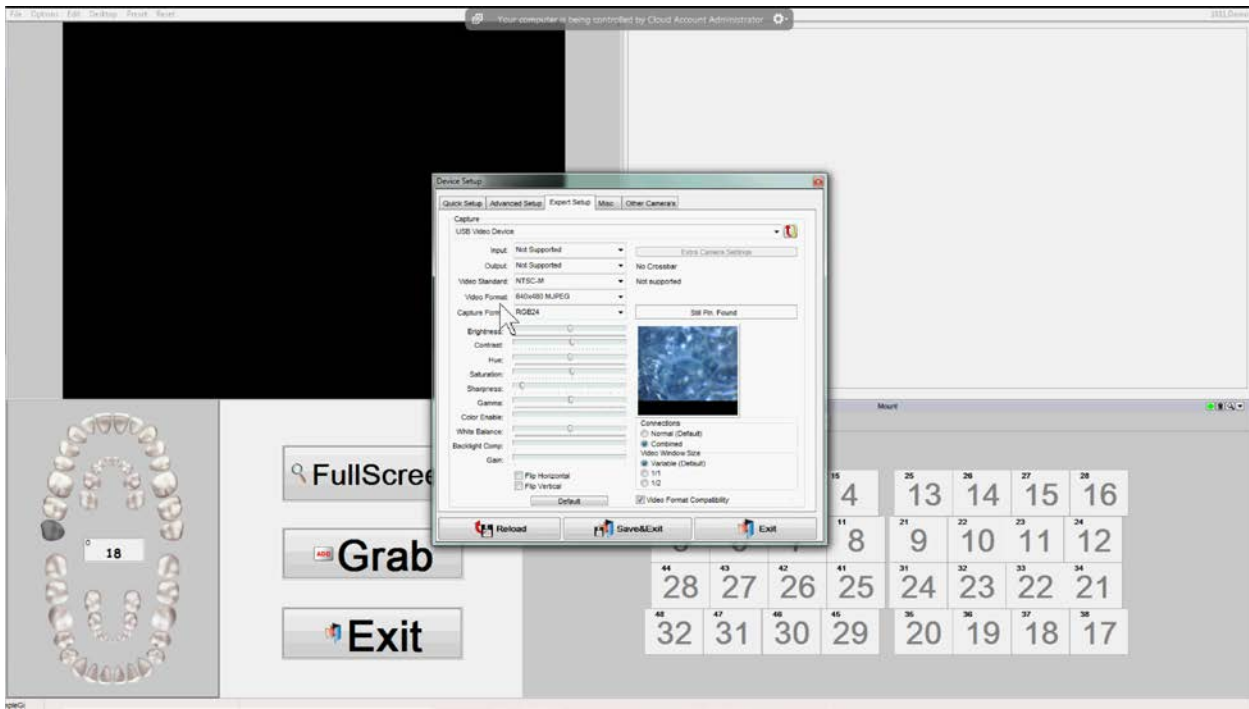 File Options Edit Desktop Preset Reset
Your computer is being controlled by Cloud Account Administrator
Device Setup
Quick Setup Advanced Setup Expert Setup Misc Other Camera's
Capture
USB Video Device
Input: Not Supported Extra Camera Settings
Output: Not Supported No Crossbar
Video Standard: NTSC-M Not supported
Video Format: 640x480 MJPEG
Capture Form RGB24 Still Pin. Found
Brightness:
Contrast:
Hue:
Saturation:
Sharpness:
Gamma:
Color Enable:
White Balance:
Backlight Comp:
Gain:
Connections
Normal (Default)
Combined
Video Window Size
Variable (Default)
1/1
1/2
Flip Horizontal
Flip Vertical
Default
Video Format Compatibility
Reload Save&Exit Exit
Mount
18
FullScree
Grab
Exit
15 25 26 27 28
4 13 14 15 16
11 21 22 23 24
8 9 10 11 12
44 43 42 41 31 32 33 34
28 27 26 25 24 23 22 21
48 47 46 45 35 36 37 38
32 31 30 29 20 19 18 17